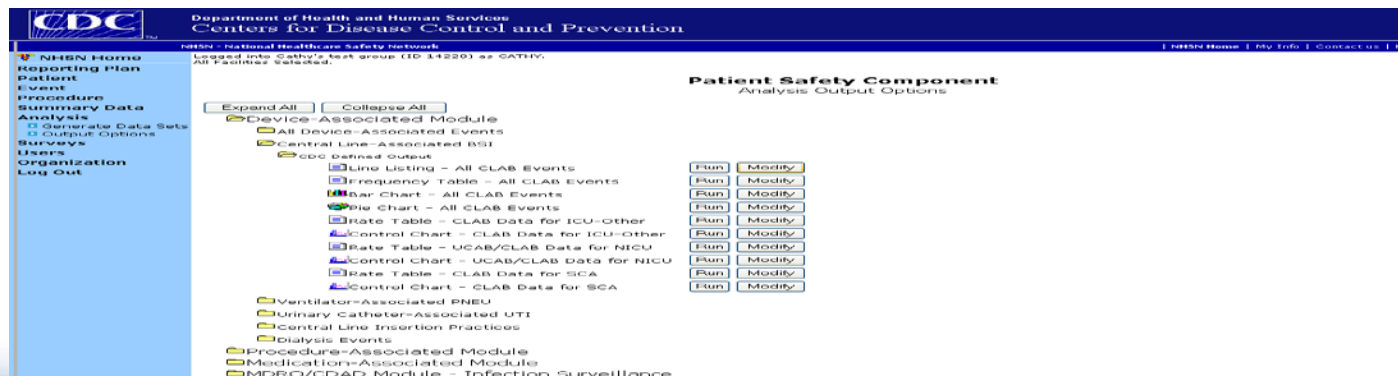 CDC
TM
Department of Health and Human Services
Centers for Disease Control and Prevention
NHSN - National Healthcare Safety Network
| NHSN Home | My Info | Contact us |
NHSN Home
Reporting Plan
Patient
Event
Procedure
Summary Data
Analysis
Generate Data Sets
Output Options
Surveys
Users
Organization
Log Out
Logged into Cathy's test group (ID 14220) as CATHY.
All Facilities Selected.
Patient Safety Component
Analysis Output Options
Expand All Collapse All
Device-Associated Module
All Device-Associated Events
Central Line-Associated BSI
CDC Defined Output
Line Listing - All CLAB Events Run Modify
Frequency Table - All CLAB Events Run Modify
Bar Chart - All CLAB Events Run Modify
Pie Chart - All CLAB Events Run Modify
Rate Table - CLAB Data for ICU-Other Run Modify
Control Chart - CLAB Data for ICU-Other Run Modify
Rate Table - UCAB/CLAB Data for NICU Run Modify
Control Chart - UCAB/CLAB Data for NICU Run Modify
Rate Table - CLAB Data for SCA Run Modify
Control Chart - CLAB Data for SCA Run Modify
Ventilator-Associated PNEU
Urinary Catheter-Associated UTI
Central Line Insertion Practices
Dialysis Events
Procedure-Associated Module
Medication-Associated Module
MDRO/CDAD Module - Infection Surveillance